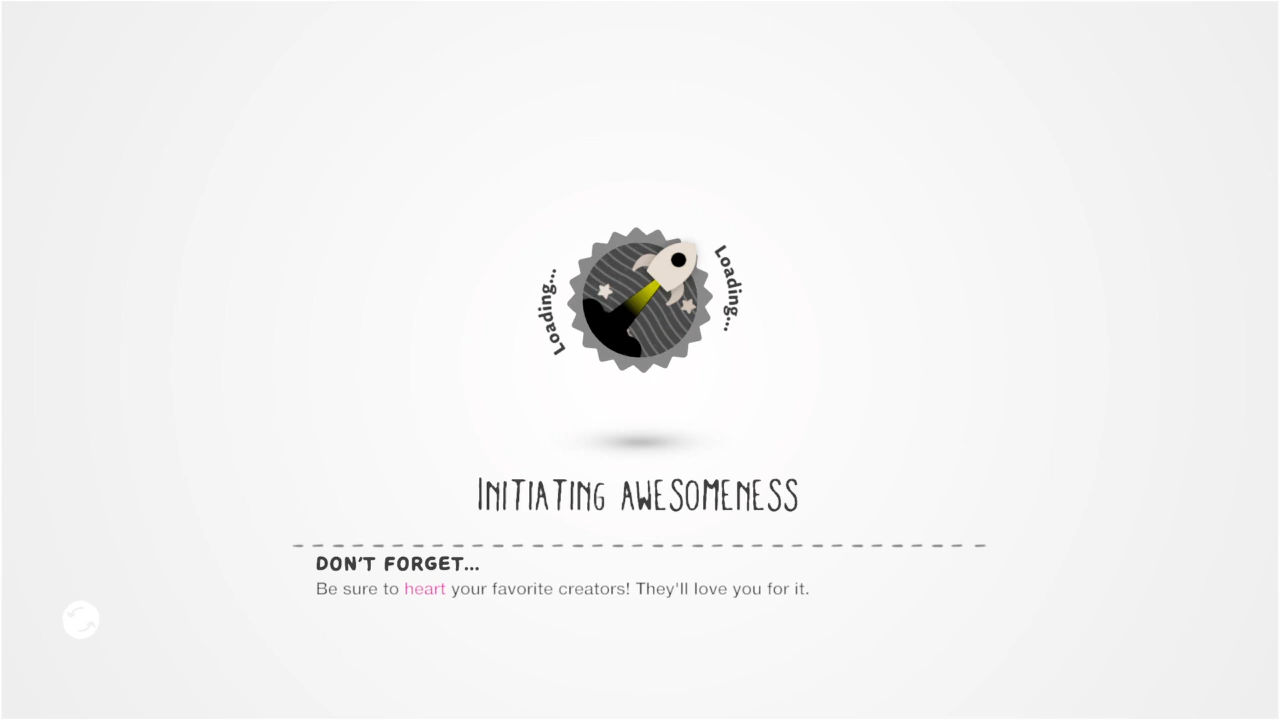 Loading...
Loading...
INITIATING AWESOMENESS
DON'T FORGET...
Be sure to heart your favorite creators! They'll love you for it.